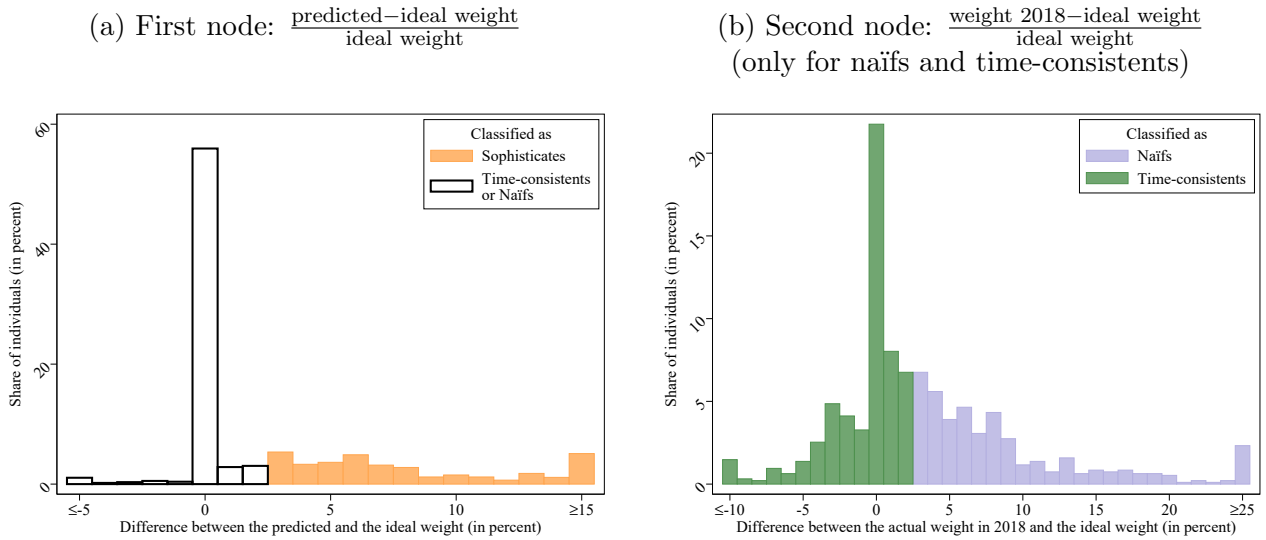 (a) First node: predicted−ideal weight / ideal weight
(b) Second node: weight 2018−ideal weight / ideal weight
(only for naïfs and time-consistents)
Share of individuals (in percent)
60
40
20
0
Classified as
Sophisticates
Time-consistents
or Naïfs
≤-5
0
5
10
≥15
Difference between the predicted and the ideal weight (in percent)
Share of individuals (in percent)
20
15
10
5
0
Classified as
Naïfs
Time-consistents
≤-10
-5
0
5
10
15
20
≥25
Difference between the actual weight in 2018 and the ideal weight (in percent)